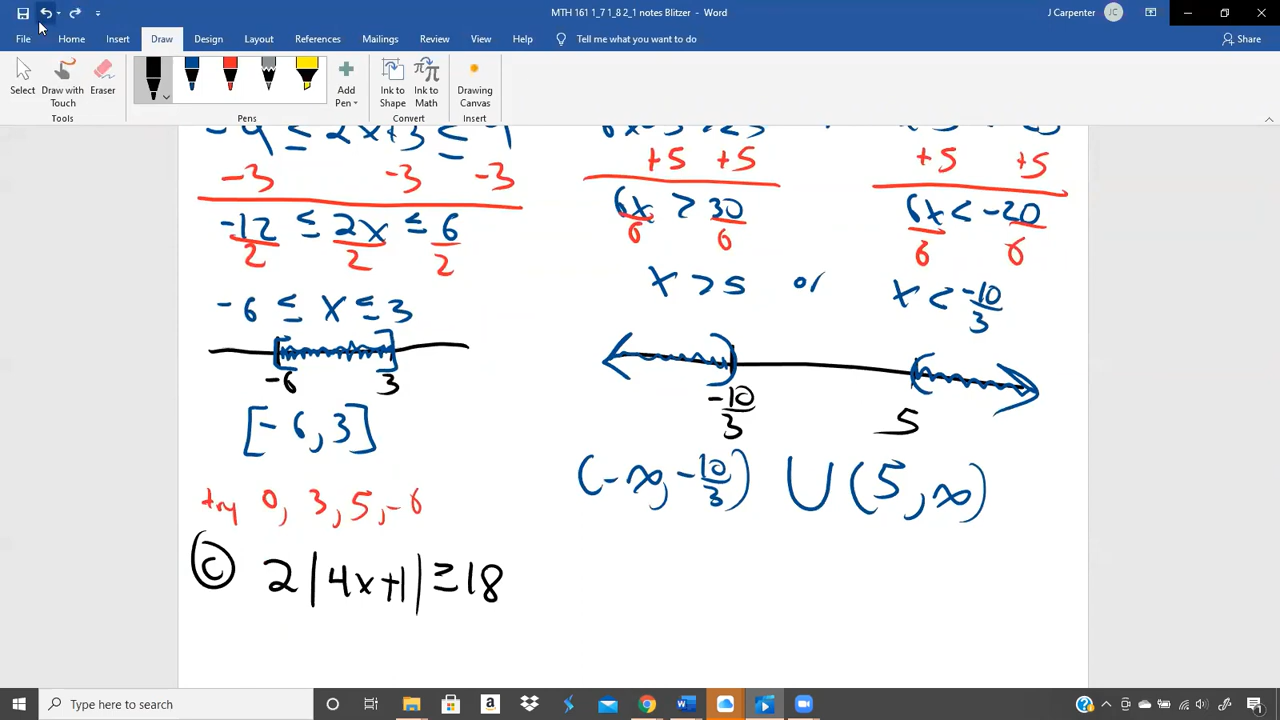 MTH 161 1_7 1_8 2_1 notes Blitzer - Word
J Carpenter JC
File Home Insert Draw Design Layout References Mailings Review View Help Tell me what you want to do Share
Select Draw with Touch Eraser Add Pen Ink to Shape Ink to Math Drawing Canvas
Tools Pens Convert Insert
≤ 2x+3 ≤
-3 -3 -3
-12 ≤ 2x ≤ 6
2 2 2
-6 ≤ x ≤ 3
-6 3
[-6, 3]
try 0, 3, 5, -6
+5 +5 +5 +5
6x > 30 6x < -20
6 6 6 6
x > 5 or x < -10/3
-10/3 5
(-∞, -10/3) ∪ (5, ∞)
C 2|4x+1| ≥ 18
Type here to search